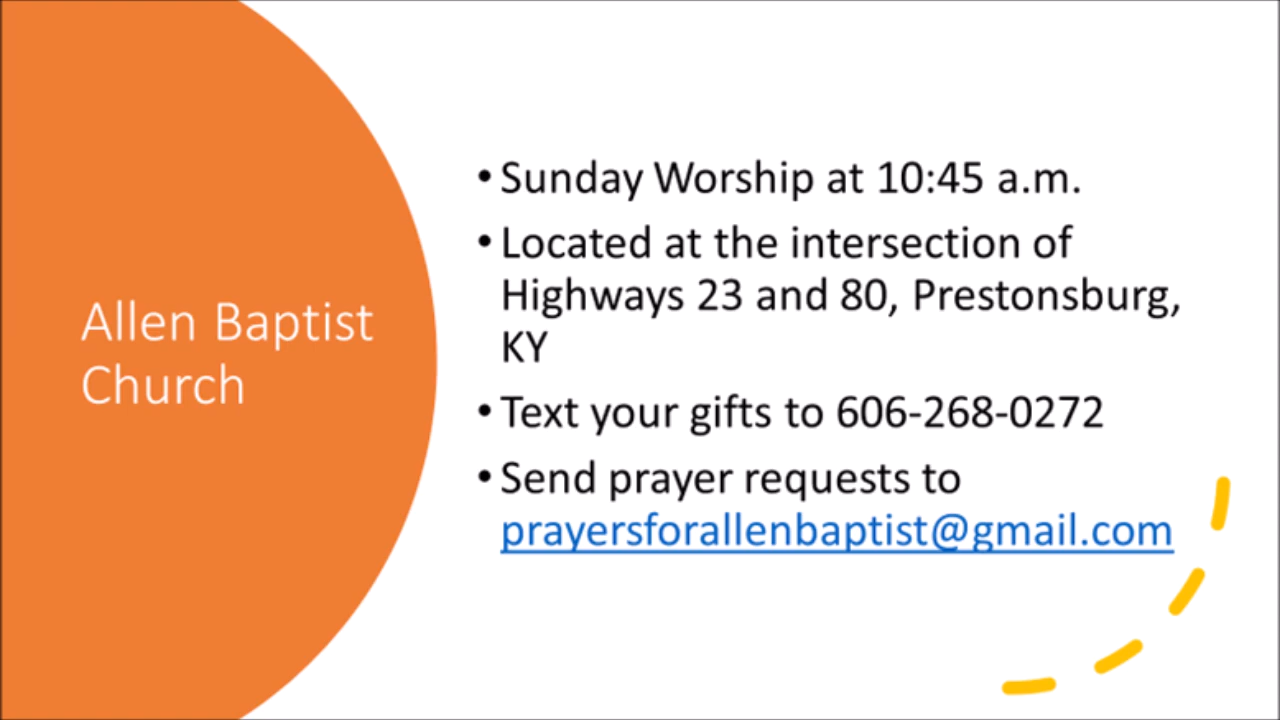 Allen Baptist
Church
• Sunday Worship at 10:45 a.m.
• Located at the intersection of
Highways 23 and 80, Prestonsburg,
KY
• Text your gifts to 606-268-0272
• Send prayer requests to
prayersforallenbaptist@gmail.com